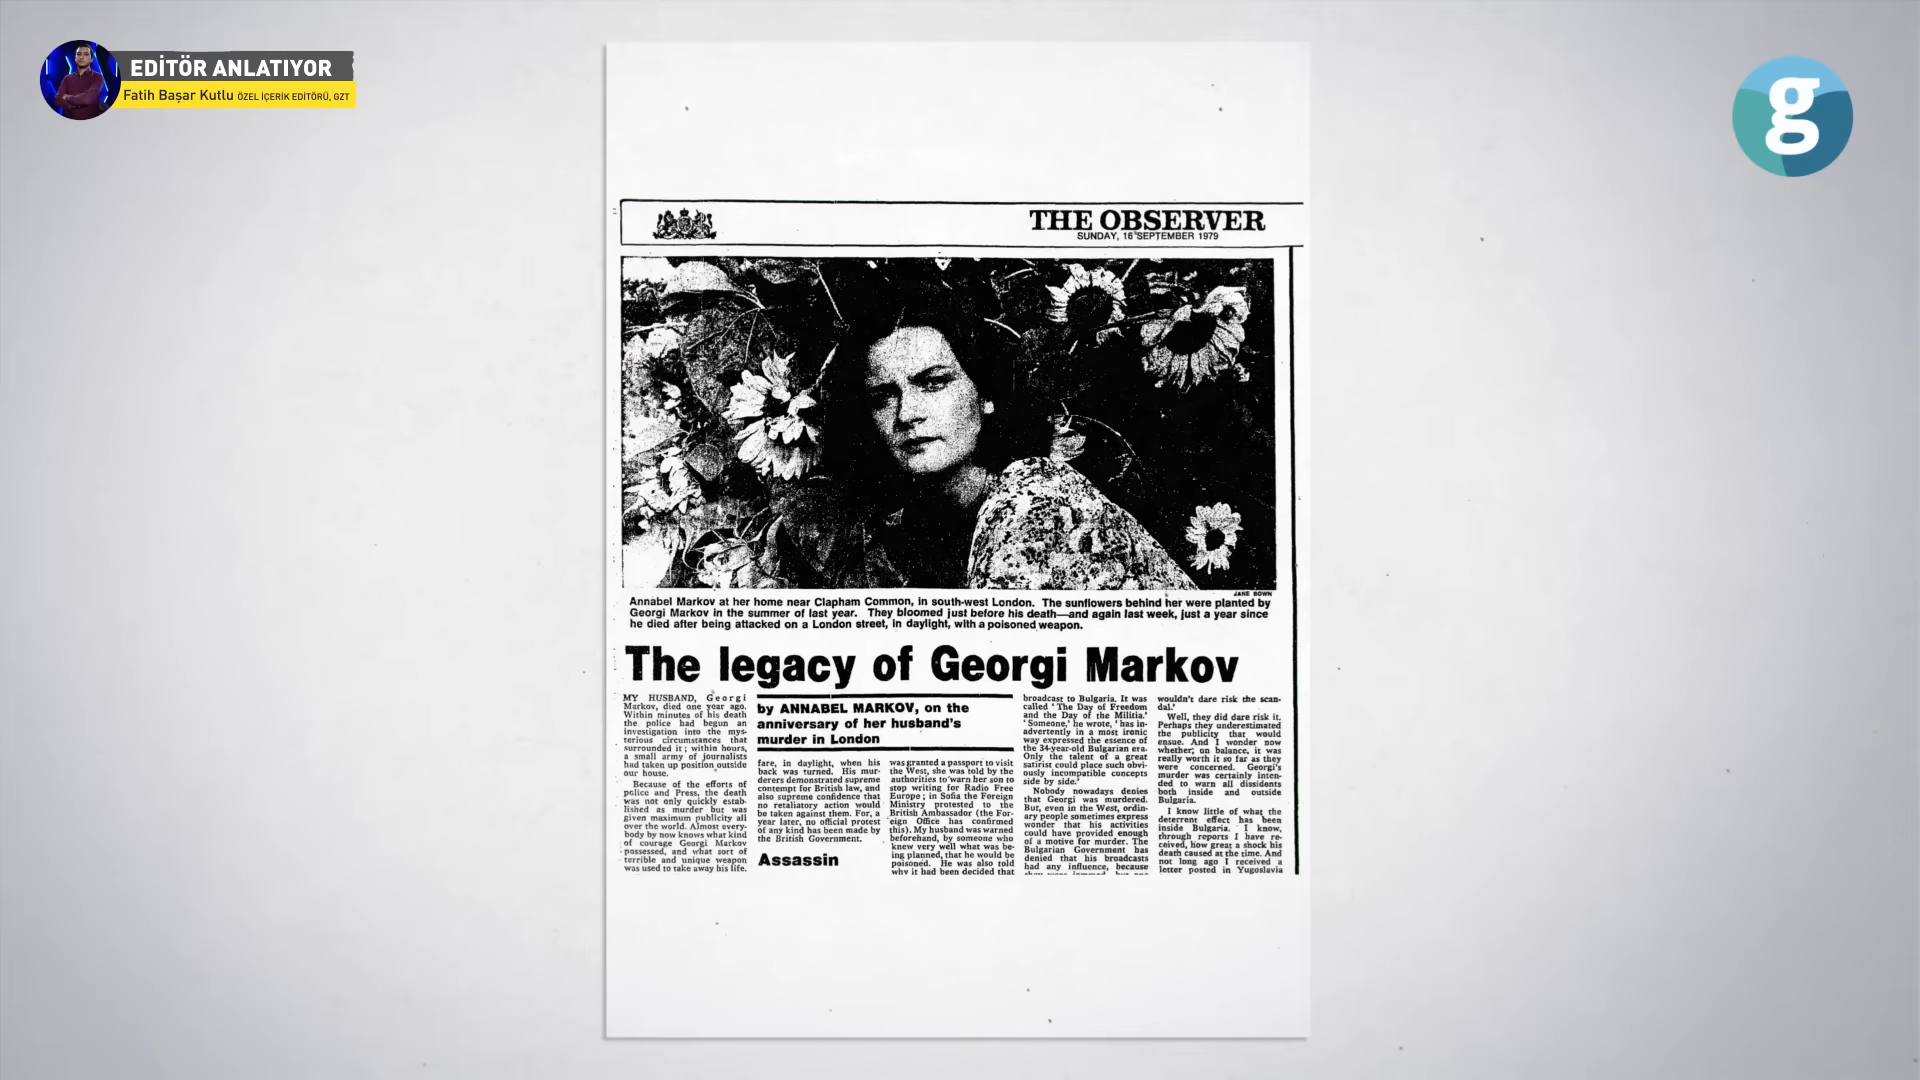 EDİTÖR ANLATIYOR
Fatih Başar Kutlu ÖZEL İÇERİK EDİTÖRÜ, GZT
g
THE OBSERVER
SUNDAY, 16 SEPTEMBER 1979
JANE BOWN
Annabel Markov at her home near Clapham Common, in south-west London. The sunflowers behind her were planted by
Georgi Markov in the summer of last year. They bloomed just before his death—and again last week, just a year since
he died after being attacked on a London street, in daylight, with a poisoned weapon.
The legacy of Georgi Markov
by ANNABEL MARKOV, on the
anniversary of her husband's
murder in London
MY HUSBAND, Georgi
Markov, died one year ago.
Within minutes of his death
the police had begun an
investigation into the mys-
terious circumstances that
surrounded it ; within hours,
a small army of journalists
had taken up position outside
our house.
Because of the efforts of
police and Press, the death
was not only quickly estab-
lished as murder but was
given maximum publicity all
over the world. Almost every-
body by now knows what kind
of courage Georgi Markov
possessed, and what sort of
terrible and unique weapon
was used to take away his life.
fare, in daylight, when his
back was turned. His mur-
derers demonstrated supreme
contempt for British law, and
also supreme confidence that
no retaliatory action would
be taken against them. For, a
year later, no official protest
of any kind has been made by
the British Government.
Assassin
was granted a passport to visit
the West, she was told by the
authorities to warn her son to
stop writing for Radio Free
Europe ; in Sofia the Foreign
Ministry protested to the
British Ambassador (the For-
eign Office has confirmed
this). My husband was warned
beforehand, by someone who
knew very well what was be-
ing planned, that he would be
poisoned. He was also told
why it had been decided that
broadcast to Bulgaria. It was
called ' The Day of Freedom
and the Day of the Militia.'
' Someone,' he wrote, ' has in-
advertently in a most ironic
way expressed the essence of
the 34-year-old Bulgarian era.
Only the talent of a great
satirist could place such obvi-
ously incompatible concepts
side by side.'
Nobody nowadays denies
that Georgi was murdered.
But, even in the West, ordin-
ary people sometimes express
wonder that his activities
could have provided enough
of a motive for murder. The
Bulgarian Government has
denied that his broadcasts
had any influence, because
wouldn't dare risk the scan-
dal.'
Well, they did dare risk it.
Perhaps they underestimated
the publicity that would
ensue. And I wonder now
whether, on balance, it was
really worth it so far as they
were concerned. Georgi's
murder was certainly inten-
ded to warn all dissidents
both inside and outside
Bulgaria.
I know little of what the
deterrent effect has been
inside Bulgaria. I know,
through reports I have re-
ceived, how great a shock his
death caused at the time. And
not long ago I received a
letter posted in Yugoslavia